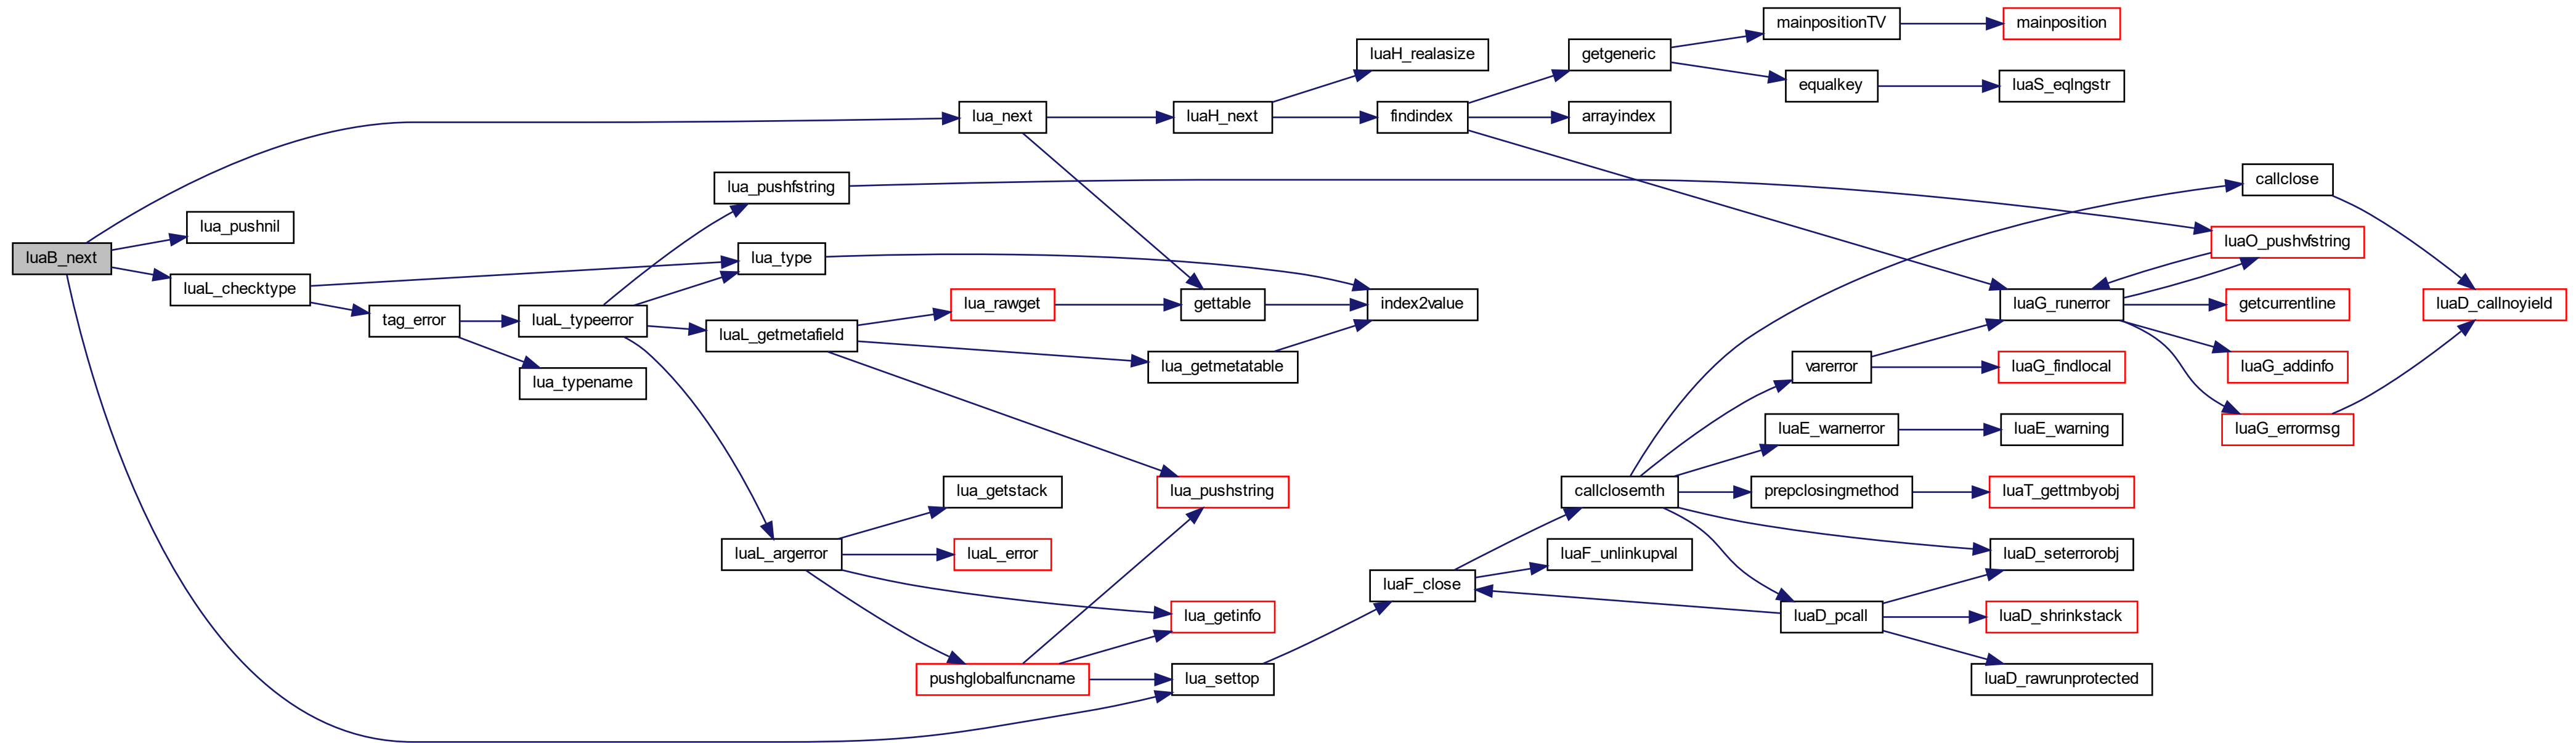 luaB_next
lua_pushnil
luaL_checktype
tag_error
luaL_typeerror
lua_typename
lua_pushfstring
lua_type
luaL_getmetafield
luaL_argerror
lua_next
lua_rawget
lua_getstack
luaL_error
pushglobalfuncname
luaH_next
gettable
lua_getmetatable
lua_pushstring
lua_getinfo
lua_settop
luaH_realasize
findindex
index2value
luaF_close
getgeneric
arrayindex
callclosemth
luaF_unlinkupval
mainpositionTV
equalkey
varerror
luaE_warnerror
prepclosingmethod
luaD_pcall
mainposition
luaS_eqlngstr
luaG_runerror
luaG_findlocal
luaE_warning
luaT_gettmbyobj
luaD_seterrorobj
luaD_shrinkstack
luaD_rawrunprotected
callclose
luaO_pushvfstring
getcurrentline
luaG_addinfo
luaG_errormsg
luaD_callnoyield